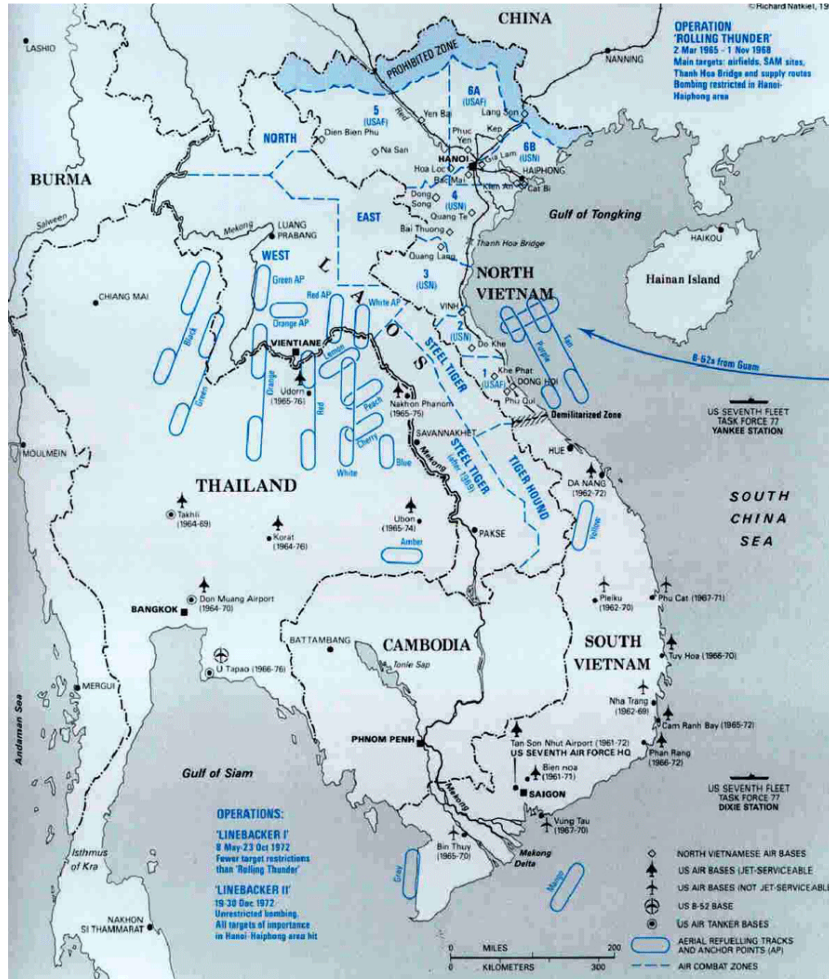 ©Richard Natkiel, 19
CHINA
OPERATION
'ROLLING THUNDER'
2 Mar 1965 - 1 Nov 1968
Main targets: airfields, SAM sites,
Thanh Hoa Bridge and supply routes
Bombing restricted in Hanoi-
Haiphong area
LASHIO
NANNING
PROHIBITED ZONE
5
(USAF)
6A
(USAF)
Red
Yen Bai
Lang Son
NORTH
Dien Bien Phu
Phuc
Yen
Kep
6B
(USN)
Na San
HANOI
Gia Lam
BURMA
Hoa Loc
Bac Mai
HAIPHONG
Kien An
Cat Bi
Salween
Dong
Song
4
(USN)
Quang Te
Gulf of Tongking
HAIKOU
Mekong
LUANG
PRABANG
EAST
Bai Thuong
Thanh Hoa Bridge
WEST
Quang Lang
Hainan Island
3
(USN)
NORTH
VIETNAM
CHIANG MAI
Green AP
Red AP
White AP
Orange AP
LAOS
VINH
2
(USN)
Do Khe
Black
Green
VIENTIANE
Lemon
Orange
Udorn
(1965-76)
Red
Peach
Cherry
White
Blue
Nakhon Phanom
(1965-75)
STEEL TIGER
1
(USAF)
Khe Phat
DONG HOI
Phu Qui
Purple
Tan
B-52s from Guam
Demilitarized Zone
US SEVENTH FLEET
TASK FORCE 77
YANKEE STATION
MOULMEIN
SAVANNAKHET
Mekong
STEEL TIGER
(after 1969)
TIGER HOUND
HUE
THAILAND
DA NANG
(1962-72)
SOUTH
CHINA
SEA
Takhli
(1964-69)
Korat
(1964-76)
Ubon
(1965-74)
Amber
PAKSE
Yellow
Don Muang Airport
(1964-70)
BANGKOK
Pleiku
(1962-70)
Phu Cat (1967-71)
BATTAMBANG
CAMBODIA
Tonle Sap
SOUTH
VIETNAM
Tuy Hoa (1966-70)
U Tapao (1966-76)
MERGUI
Nha Trang
(1962-69)
Cam Ranh Bay (1965-72)
Andaman Sea
PHNOM PENH
Tan Son Nhut Airport (1961-72)
US SEVENTH AIR FORCE HQ
Phan Rang
(1966-72)
Gulf of Siam
Bien Hoa
(1961-71)
SAIGON
US SEVENTH FLEET
TASK FORCE 77
DIXIE STATION
Mekong
OPERATIONS:
'LINEBACKER I'
8 May-23 Oct 1972
Fewer target restrictions
than 'Rolling Thunder'
'LINEBACKER II'
19-30 Dec 1972
Unrestricted bombing.
All targets of importance
in Hanoi-Haiphong area hit
Vung Tau
(1967-70)
Bin Thuy
(1965-70)
Mekong
Delta
Gray
Mango
Isthmus
of Kra
NAKHON
SI THAMMARAT
NORTH VIETNAMESE AIR BASES
US AIR BASES (JET-SERVICEABLE
US AIR BASES (NOT JET-SERVICEABLE
US B-52 BASE
US AIR TANKER BASES
AERIAL REFUELLING TRACKS
AND ANCHOR POINTS (AP)
AIR COMBAT ZONES
0 MILES 200
0 KILOMETERS 300